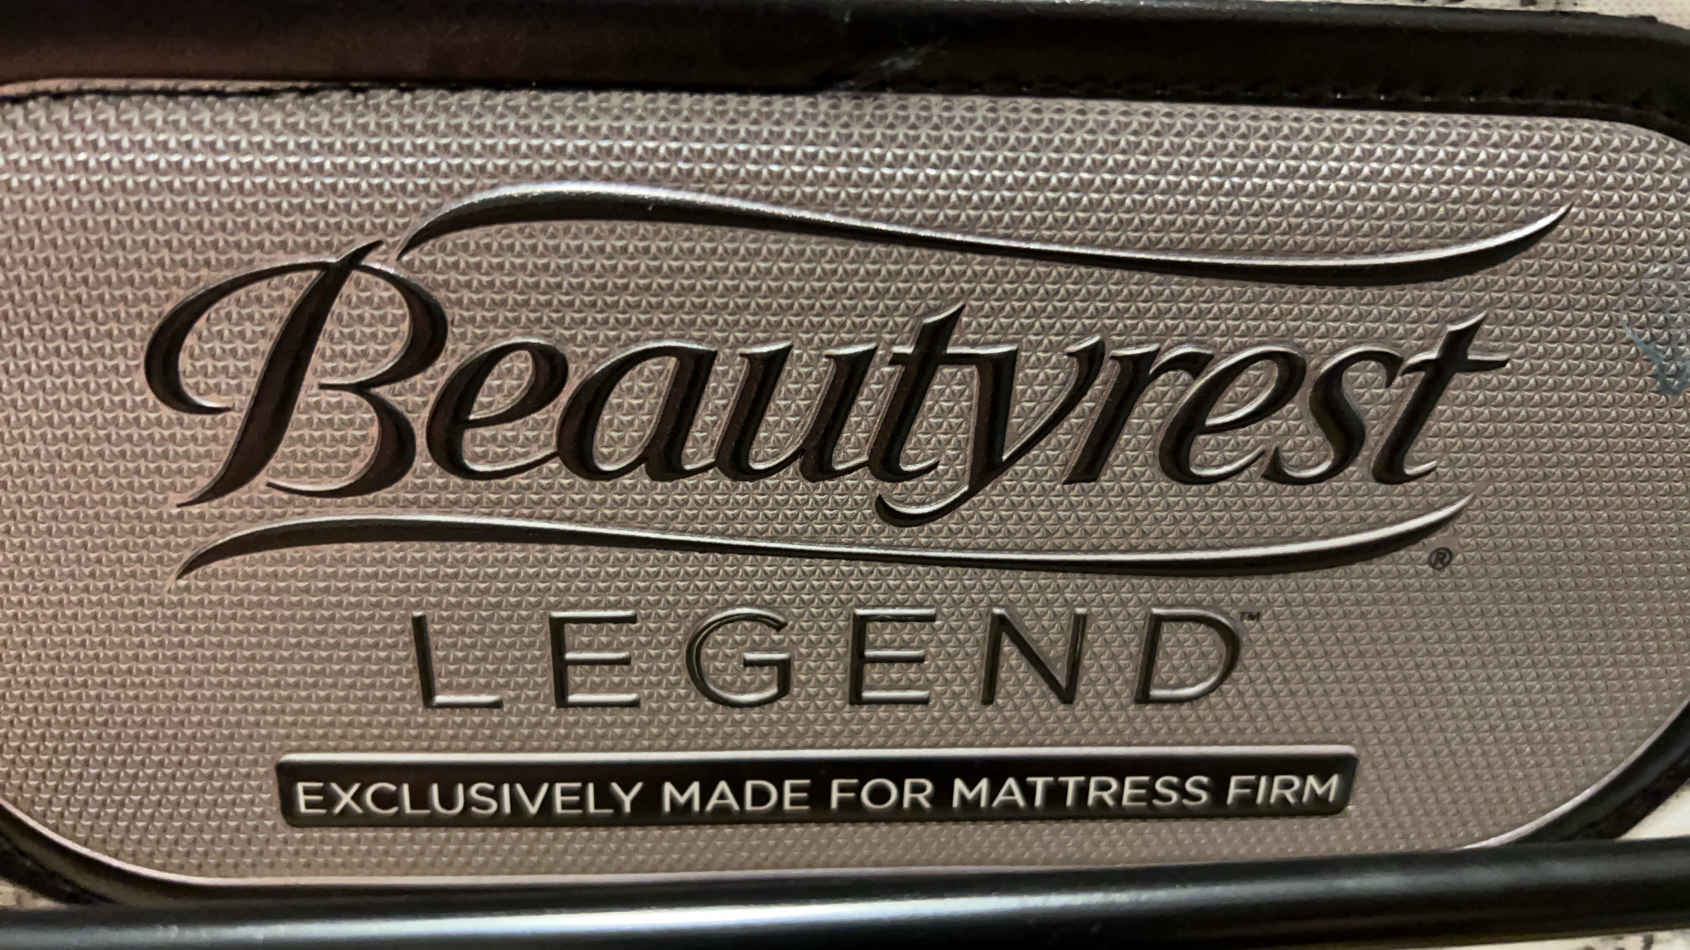 Beautyrest®
LEGEND™
EXCLUSIVELY MADE FOR MATTRESS FIRM